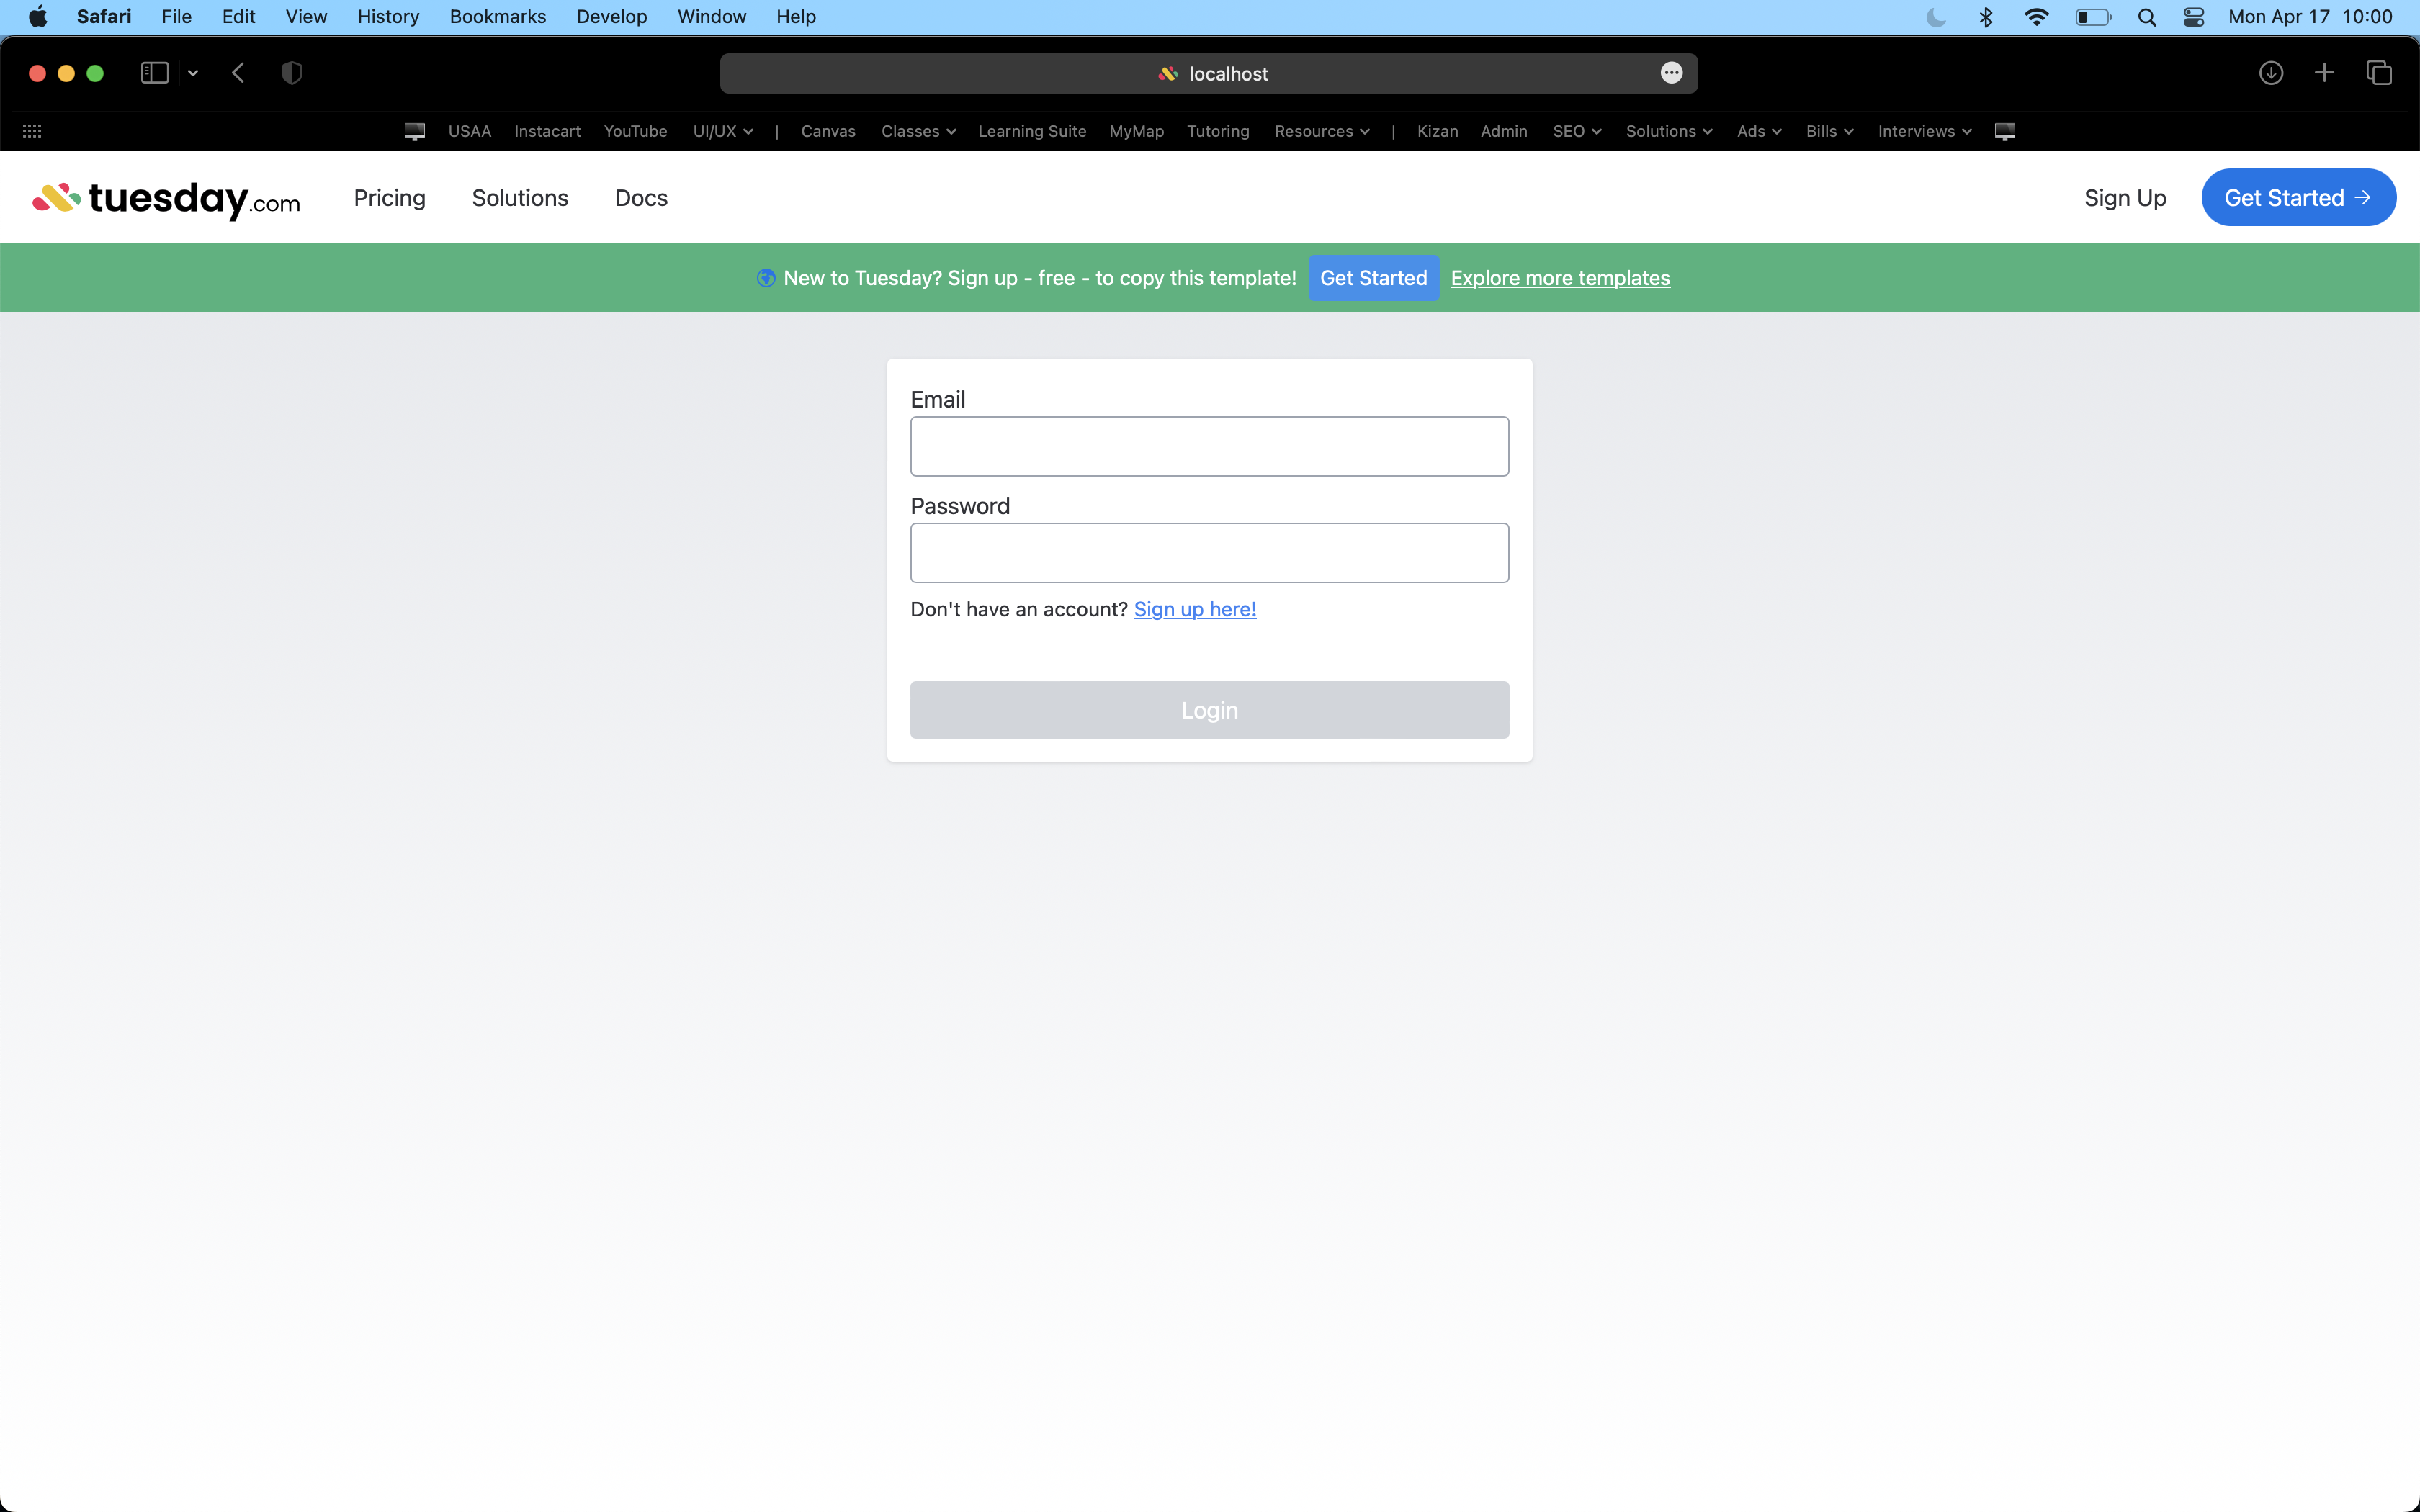 Safari File Edit View History Bookmarks Develop Window Help Mon Apr 17 10:00
localhost
USAA Instacart YouTube UI/UX | Canvas Classes Learning Suite MyMap Tutoring Resources | Kizan Admin SEO Solutions Ads Bills Interviews
tuesday.com Pricing Solutions Docs Sign Up Get Started →
New to Tuesday? Sign up - free - to copy this template! Get Started Explore more templates
Email
Password
Don't have an account? Sign up here!
Login